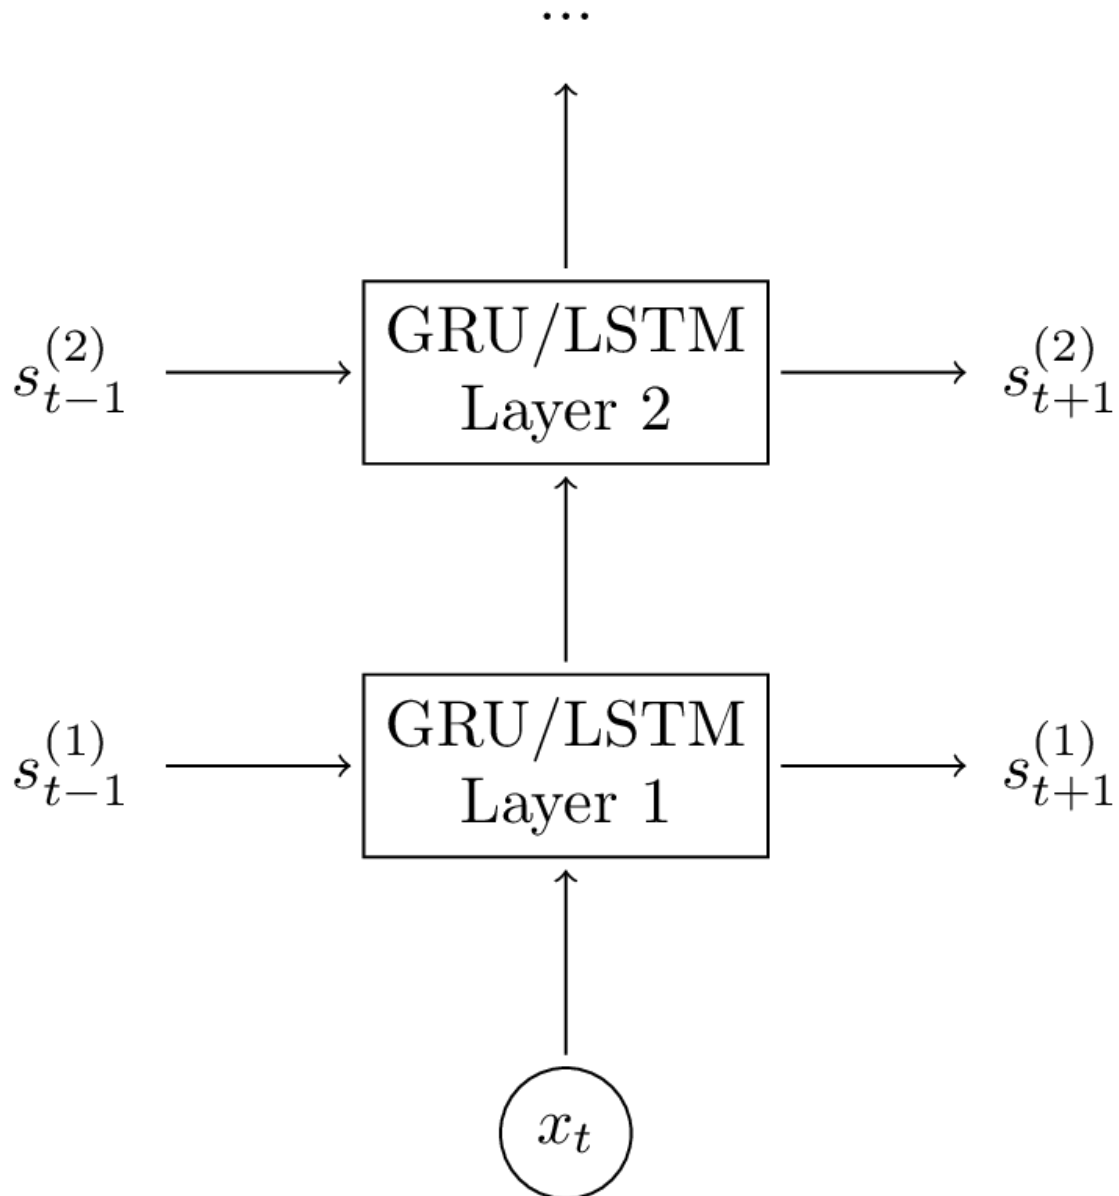 ...
s_{t-1}^{(2)}
GRU/LSTM
Layer 2
s_{t+1}^{(2)}
s_{t-1}^{(1)}
GRU/LSTM
Layer 1
s_{t+1}^{(1)}
x_t